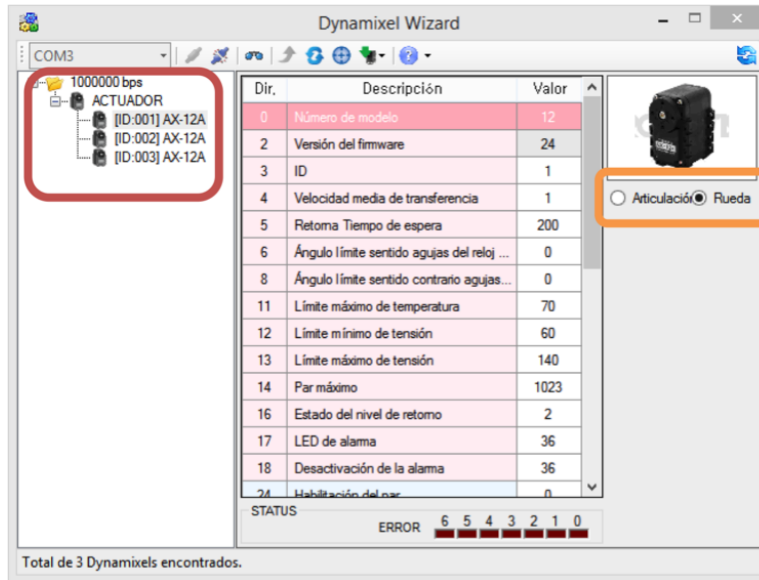 Dynamixel Wizard
COM3
1000000 bps
ACTUADOR
[ID:001] AX-12A
[ID:002] AX-12A
[ID:003] AX-12A
Dir. Descripción Valor
0 Número de modelo 12
2 Versión del firmware 24
3 ID 1
4 Velocidad media de transferencia 1
5 Retorna Tiempo de espera 200
6 Ángulo límite sentido agujas del reloj ... 0
8 Ángulo límite sentido contrario agujas... 0
11 Límite máximo de temperatura 70
12 Límite mínimo de tensión 60
13 Límite máximo de tensión 140
14 Par máximo 1023
16 Estado del nivel de retorno 2
17 LED de alarma 36
18 Desactivación de la alarma 36
24 Habilitación del par 0
Articulación Rueda
STATUS
ERROR 6 5 4 3 2 1 0
Total de 3 Dynamixels encontrados.